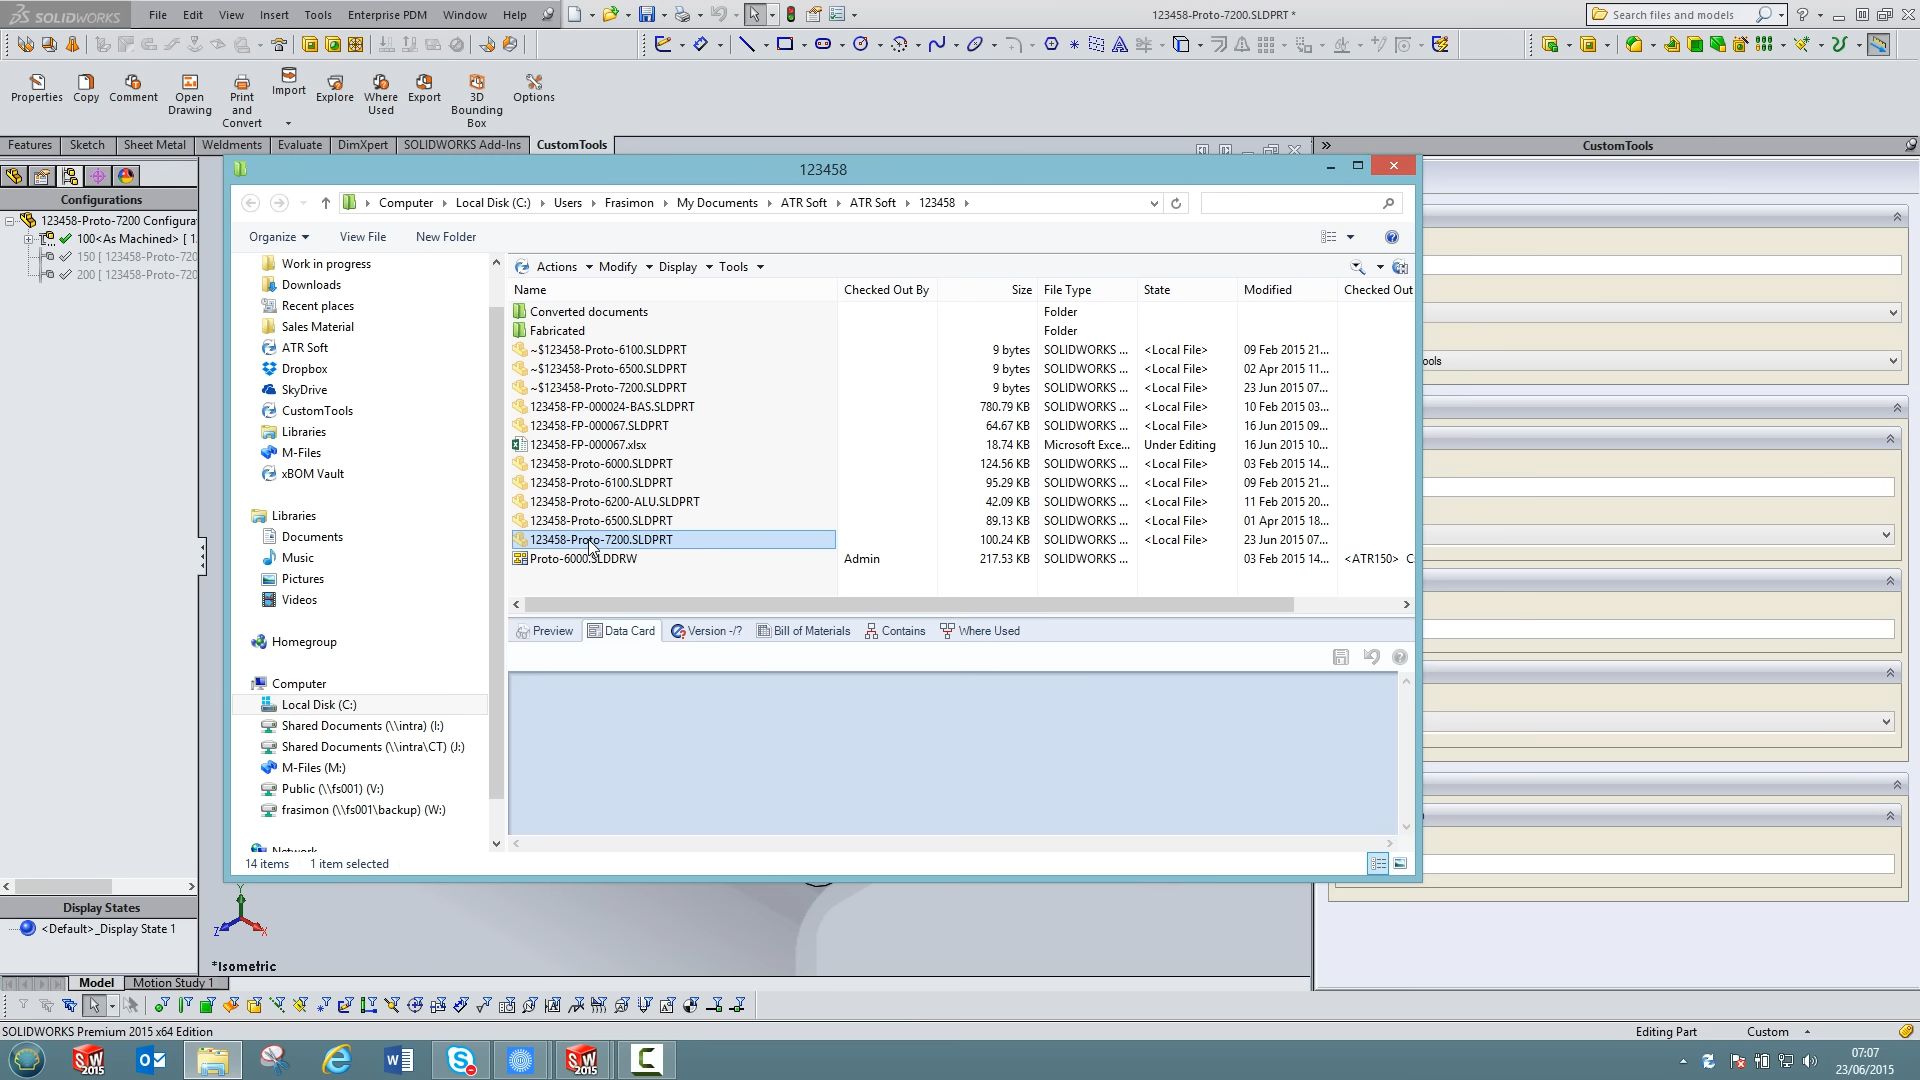 SOLIDWORKS File Edit View Insert Tools Enterprise PDM Window Help 123458-Proto-7200.SLDPRT * Search files and models
Properties Copy Comment Open Drawing Print and Convert Import Explore Where Used Export 3D Bounding Box Options
Features Sketch Sheet Metal Weldments Evaluate DimXpert SOLIDWORKS Add-Ins CustomTools CustomTools
123458
Configurations
123458-Proto-7200 Configura
100<As Machined> [ 1
150 [ 123458-Proto-720
200 [ 123458-Proto-720
Computer Local Disk (C:) Users Frasimon My Documents ATR Soft ATR Soft 123458
Organize View File New Folder
Actions Modify Display Tools
Name Checked Out By Size File Type State Modified Checked Out
Converted documents Folder
Fabricated Folder
~$123458-Proto-6100.SLDPRT 9 bytes SOLIDWORKS ... <Local File> 09 Feb 2015 21...
~$123458-Proto-6500.SLDPRT 9 bytes SOLIDWORKS ... <Local File> 02 Apr 2015 11...
~$123458-Proto-7200.SLDPRT 9 bytes SOLIDWORKS ... <Local File> 23 Jun 2015 07...
123458-FP-000024-BAS.SLDPRT 780.79 KB SOLIDWORKS ... <Local File> 10 Feb 2015 03...
123458-FP-000067.SLDPRT 64.67 KB SOLIDWORKS ... <Local File> 16 Jun 2015 09...
123458-FP-000067.xlsx 18.74 KB Microsoft Exce... Under Editing 16 Jun 2015 10...
123458-Proto-6000.SLDPRT 124.56 KB SOLIDWORKS ... <Local File> 03 Feb 2015 14...
123458-Proto-6100.SLDPRT 95.29 KB SOLIDWORKS ... <Local File> 09 Feb 2015 21...
123458-Proto-6200-ALU.SLDPRT 42.09 KB SOLIDWORKS ... <Local File> 11 Feb 2015 20...
123458-Proto-6500.SLDPRT 89.13 KB SOLIDWORKS ... <Local File> 01 Apr 2015 18...
123458-Proto-7200.SLDPRT 100.24 KB SOLIDWORKS ... <Local File> 23 Jun 2015 07...
Proto-6000.SLDDRW Admin 217.53 KB SOLIDWORKS ... 03 Feb 2015 14... <ATR150> C
Work in progress
Downloads
Recent places
Sales Material
ATR Soft
Dropbox
SkyDrive
CustomTools
Libraries
M-Files
xBOM Vault
Libraries
Documents
Music
Pictures
Videos
Homegroup
Computer
Local Disk (C:)
Shared Documents (\\intra) (I:)
Shared Documents (\\intra\CT) (J:)
M-Files (M:)
Public (\\fs001) (V:)
frasimon (\\fs001\backup) (W:)
Network
Preview Data Card Version -/? Bill of Materials Contains Where Used
14 items 1 item selected
ools
Display States
<Default>_Display State 1
Y
Z X
*Isometric
Model Motion Study 1
SOLIDWORKS Premium 2015 x64 Edition Editing Part Custom
SW 2015 SW 2015
07:07
23/06/2015